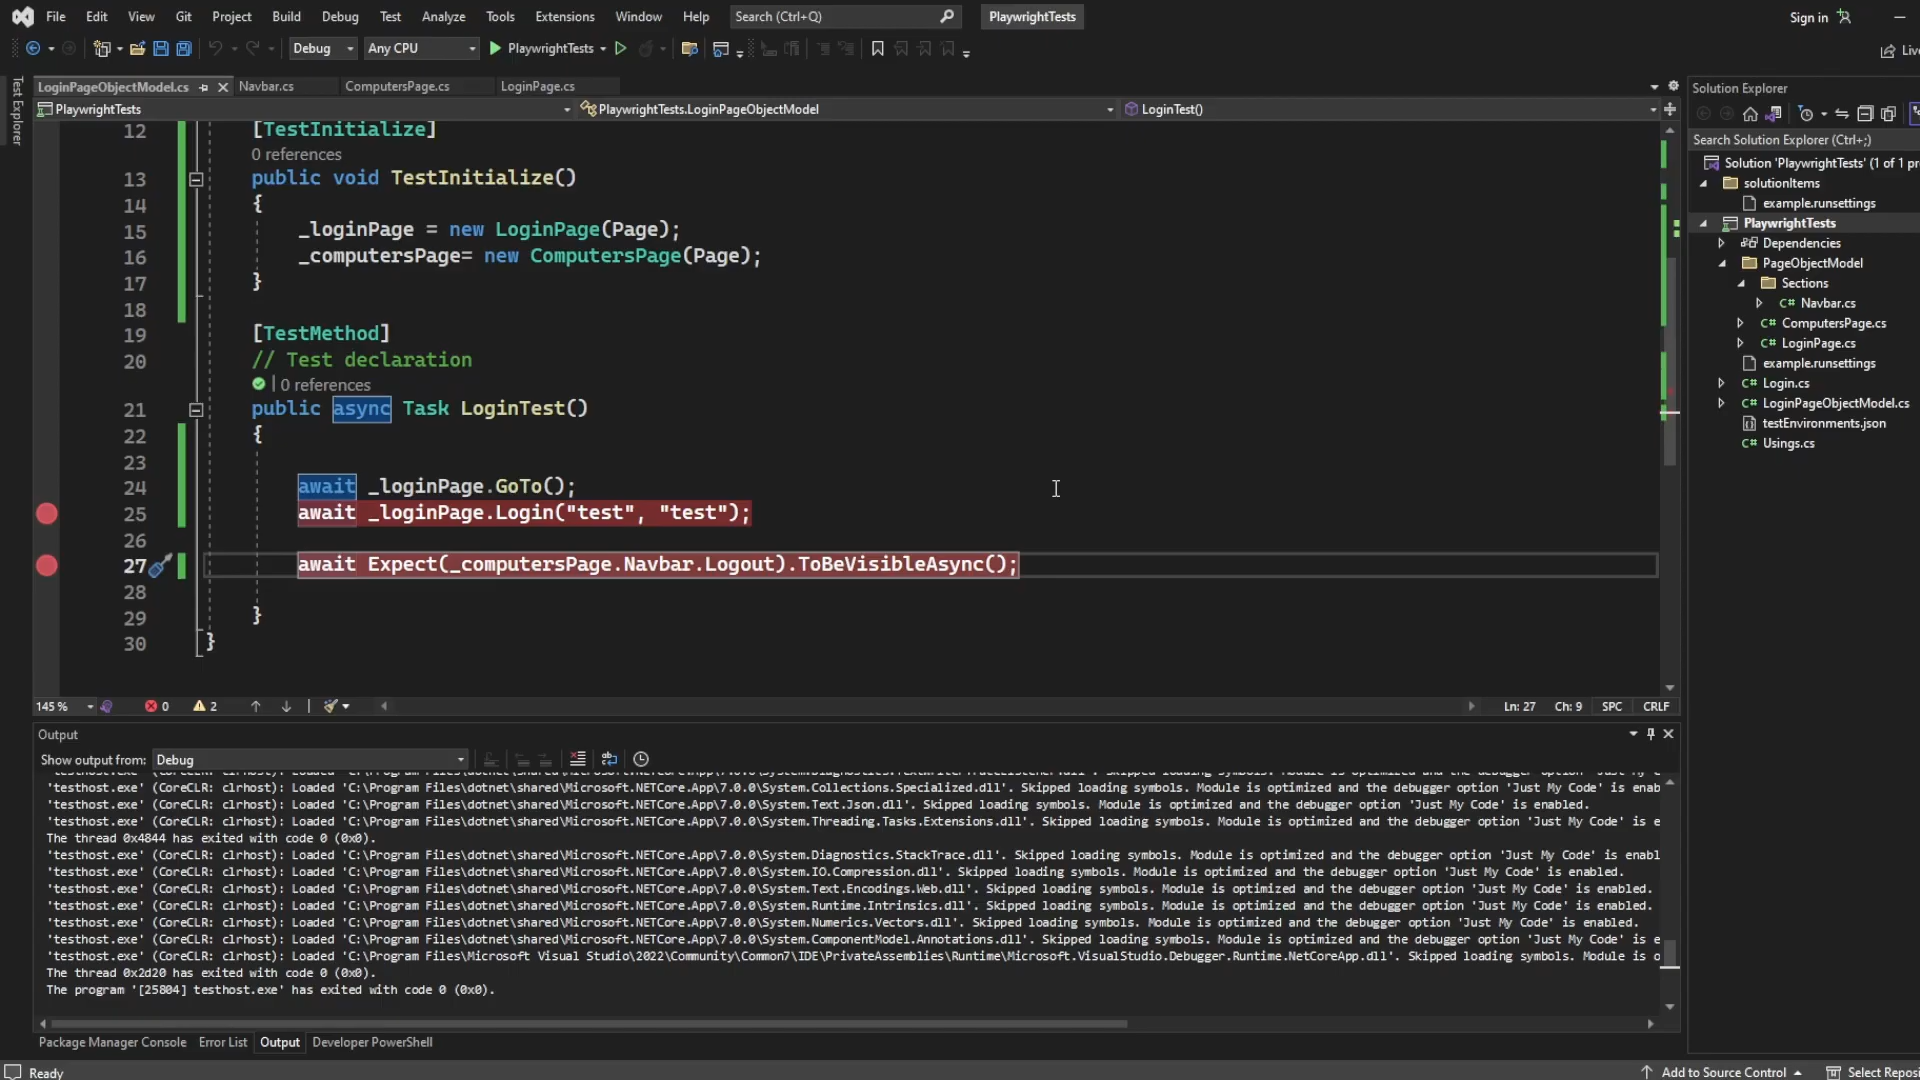 File Edit View Git Project Build Debug Test Analyze Tools Extensions Window Help Search (Ctrl+Q) PlaywrightTests Sign in
Debug Any CPU PlaywrightTests
Test Explorer
LoginPageObjectModel.cs Navbar.cs ComputersPage.cs LoginPage.cs
PlaywrightTests PlaywrightTests.LoginPageObjectModel LoginTest()
12 [TestInitialize]
0 references
13 public void TestInitialize()
14 {
15 _loginPage = new LoginPage(Page);
16 _computersPage= new ComputersPage(Page);
17 }
18
19 [TestMethod]
20 // Test declaration
0 references
21 public async Task LoginTest()
22 {
23
24 await _loginPage.GoTo();
25 await _loginPage.Login("test", "test");
26
27 await Expect(_computersPage.Navbar.Logout).ToBeVisibleAsync();
28
29 }
30 }
145 % 0 2 Ln: 27 Ch: 9 SPC CRLF
Output
Show output from: Debug
'testhost.exe' (CoreCLR: clrhost): Loaded 'C:\Program Files\dotnet\shared\Microsoft.NETCore.App\7.0.0\System.Collections.Specialized.dll'. Skipped loading symbols. Module is optimized and the debugger option 'Just My Code' is enab
'testhost.exe' (CoreCLR: clrhost): Loaded 'C:\Program Files\dotnet\shared\Microsoft.NETCore.App\7.0.0\System.Text.Json.dll'. Skipped loading symbols. Module is optimized and the debugger option 'Just My Code' is enabled.
'testhost.exe' (CoreCLR: clrhost): Loaded 'C:\Program Files\dotnet\shared\Microsoft.NETCore.App\7.0.0\System.Threading.Tasks.Extensions.dll'. Skipped loading symbols. Module is optimized and the debugger option 'Just My Code' is e
The thread 0x4844 has exited with code 0 (0x0).
'testhost.exe' (CoreCLR: clrhost): Loaded 'C:\Program Files\dotnet\shared\Microsoft.NETCore.App\7.0.0\System.Diagnostics.StackTrace.dll'. Skipped loading symbols. Module is optimized and the debugger option 'Just My Code' is enabl
'testhost.exe' (CoreCLR: clrhost): Loaded 'C:\Program Files\dotnet\shared\Microsoft.NETCore.App\7.0.0\System.IO.Compression.dll'. Skipped loading symbols. Module is optimized and the debugger option 'Just My Code' is enabled.
'testhost.exe' (CoreCLR: clrhost): Loaded 'C:\Program Files\dotnet\shared\Microsoft.NETCore.App\7.0.0\System.Text.Encodings.Web.dll'. Skipped loading symbols. Module is optimized and the debugger option 'Just My Code' is enabled.
'testhost.exe' (CoreCLR: clrhost): Loaded 'C:\Program Files\dotnet\shared\Microsoft.NETCore.App\7.0.0\System.Runtime.Intrinsics.dll'. Skipped loading symbols. Module is optimized and the debugger option 'Just My Code' is enabled.
'testhost.exe' (CoreCLR: clrhost): Loaded 'C:\Program Files\dotnet\shared\Microsoft.NETCore.App\7.0.0\System.Numerics.Vectors.dll'. Skipped loading symbols. Module is optimized and the debugger option 'Just My Code' is enabled.
'testhost.exe' (CoreCLR: clrhost): Loaded 'C:\Program Files\dotnet\shared\Microsoft.NETCore.App\7.0.0\System.ComponentModel.Annotations.dll'. Skipped loading symbols. Module is optimized and the debugger option 'Just My Code' is e
'testhost.exe' (CoreCLR: clrhost): Loaded 'C:\Program Files\Microsoft Visual Studio\2022\Community\Common7\IDE\PrivateAssemblies\Runtime\Microsoft.VisualStudio.Debugger.Runtime.NetCoreApp.dll'. Skipped loading symbols. Module is o
The thread 0x2d20 has exited with code 0 (0x0).
The program '[25804] testhost.exe' has exited with code 0 (0x0).
Package Manager Console Error List Output Developer PowerShell
Ready Add to Source Control Select Reposi
Live
Solution Explorer
Search Solution Explorer (Ctrl+;)
Solution 'PlaywrightTests' (1 of 1 pr
solutionItems
example.runsettings
PlaywrightTests
Dependencies
PageObjectModel
Sections
C# Navbar.cs
C# ComputersPage.cs
C# LoginPage.cs
example.runsettings
C# Login.cs
C# LoginPageObjectModel.cs
testEnvironments.json
C# Usings.cs